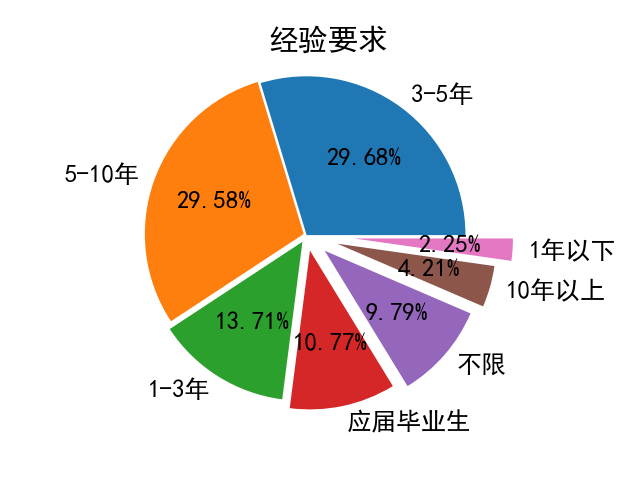 经验要求
3-5年
29.68%
5-10年
29.58%
1-3年
13.71%
应届毕业生
10.77%
不限
9.79%
10年以上
4.21%
1年以下
2.25%